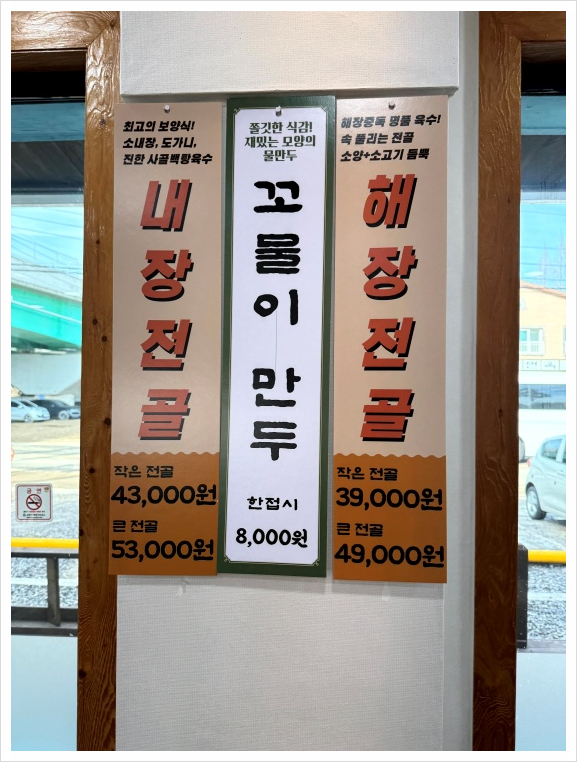 최고의 보양식!
소내장, 도가니,
진한 사골백탕육수
내장전골
작은 전골
43,000원
큰 전골
53,000원
쫄깃한 식감!
재밌는 모양의
물만두
꼬물이 만두
한접시
8,000원
해장중독 명품 육수!
속 풀리는 전골
소양+소고기 듬뿍
해장전골
작은 전골
39,000원
큰 전골
49,000원
금연